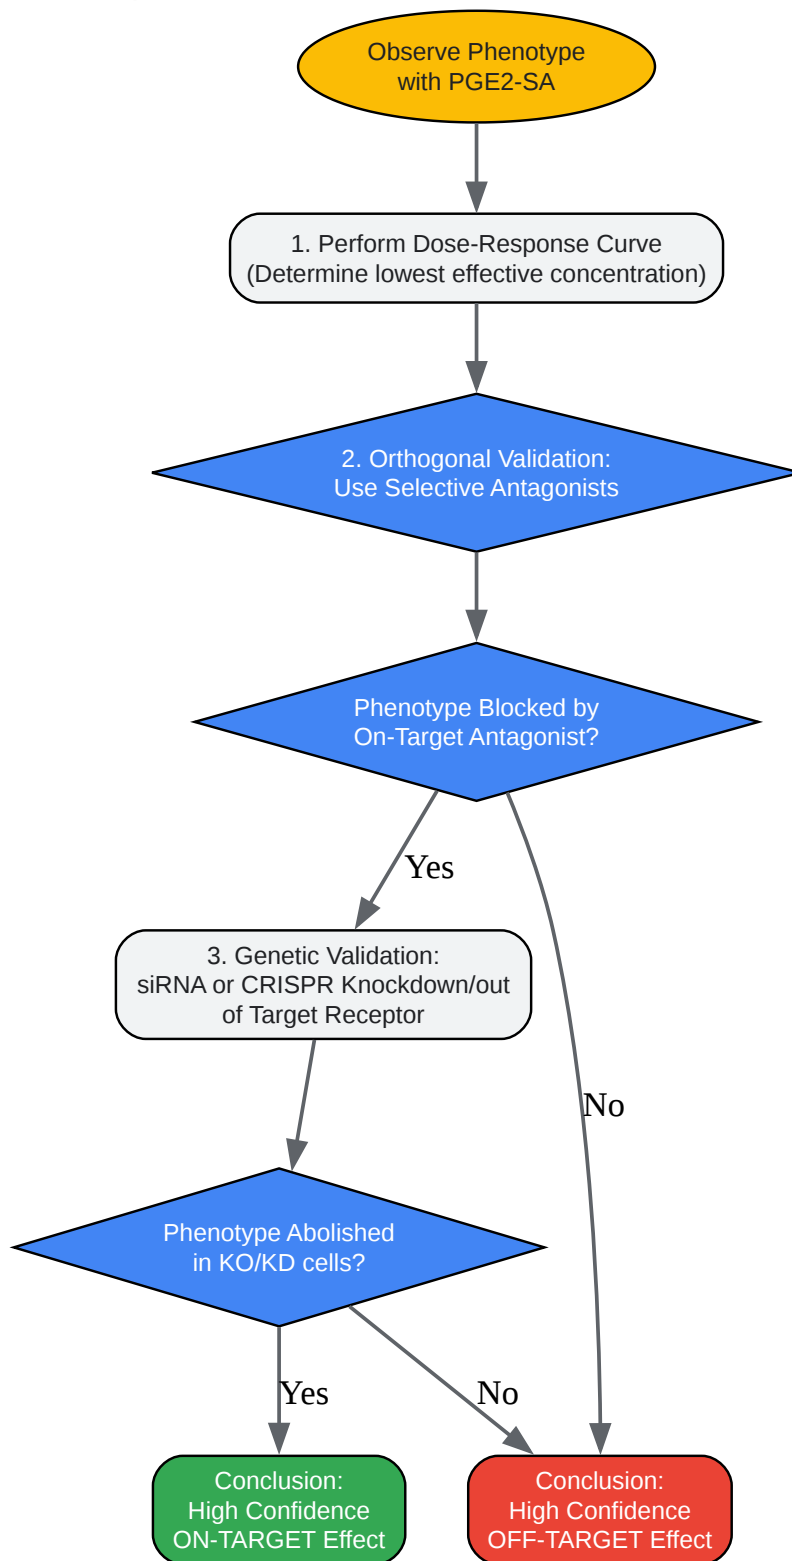 Observe Phenotype
with PGE2-SA
1. Perform Dose-Response Curve
(Determine lowest effective concentration)
2. Orthogonal Validation:
Use Selective Antagonists
Phenotype Blocked by
On-Target Antagonist?
Yes
3. Genetic Validation:
siRNA or CRISPR Knockdown/out
of Target Receptor
No
Phenotype Abolished
in KO/KD cells?
Yes
No
Conclusion:
High Confidence
ON-TARGET Effect
Conclusion:
High Confidence
OFF-TARGET Effect